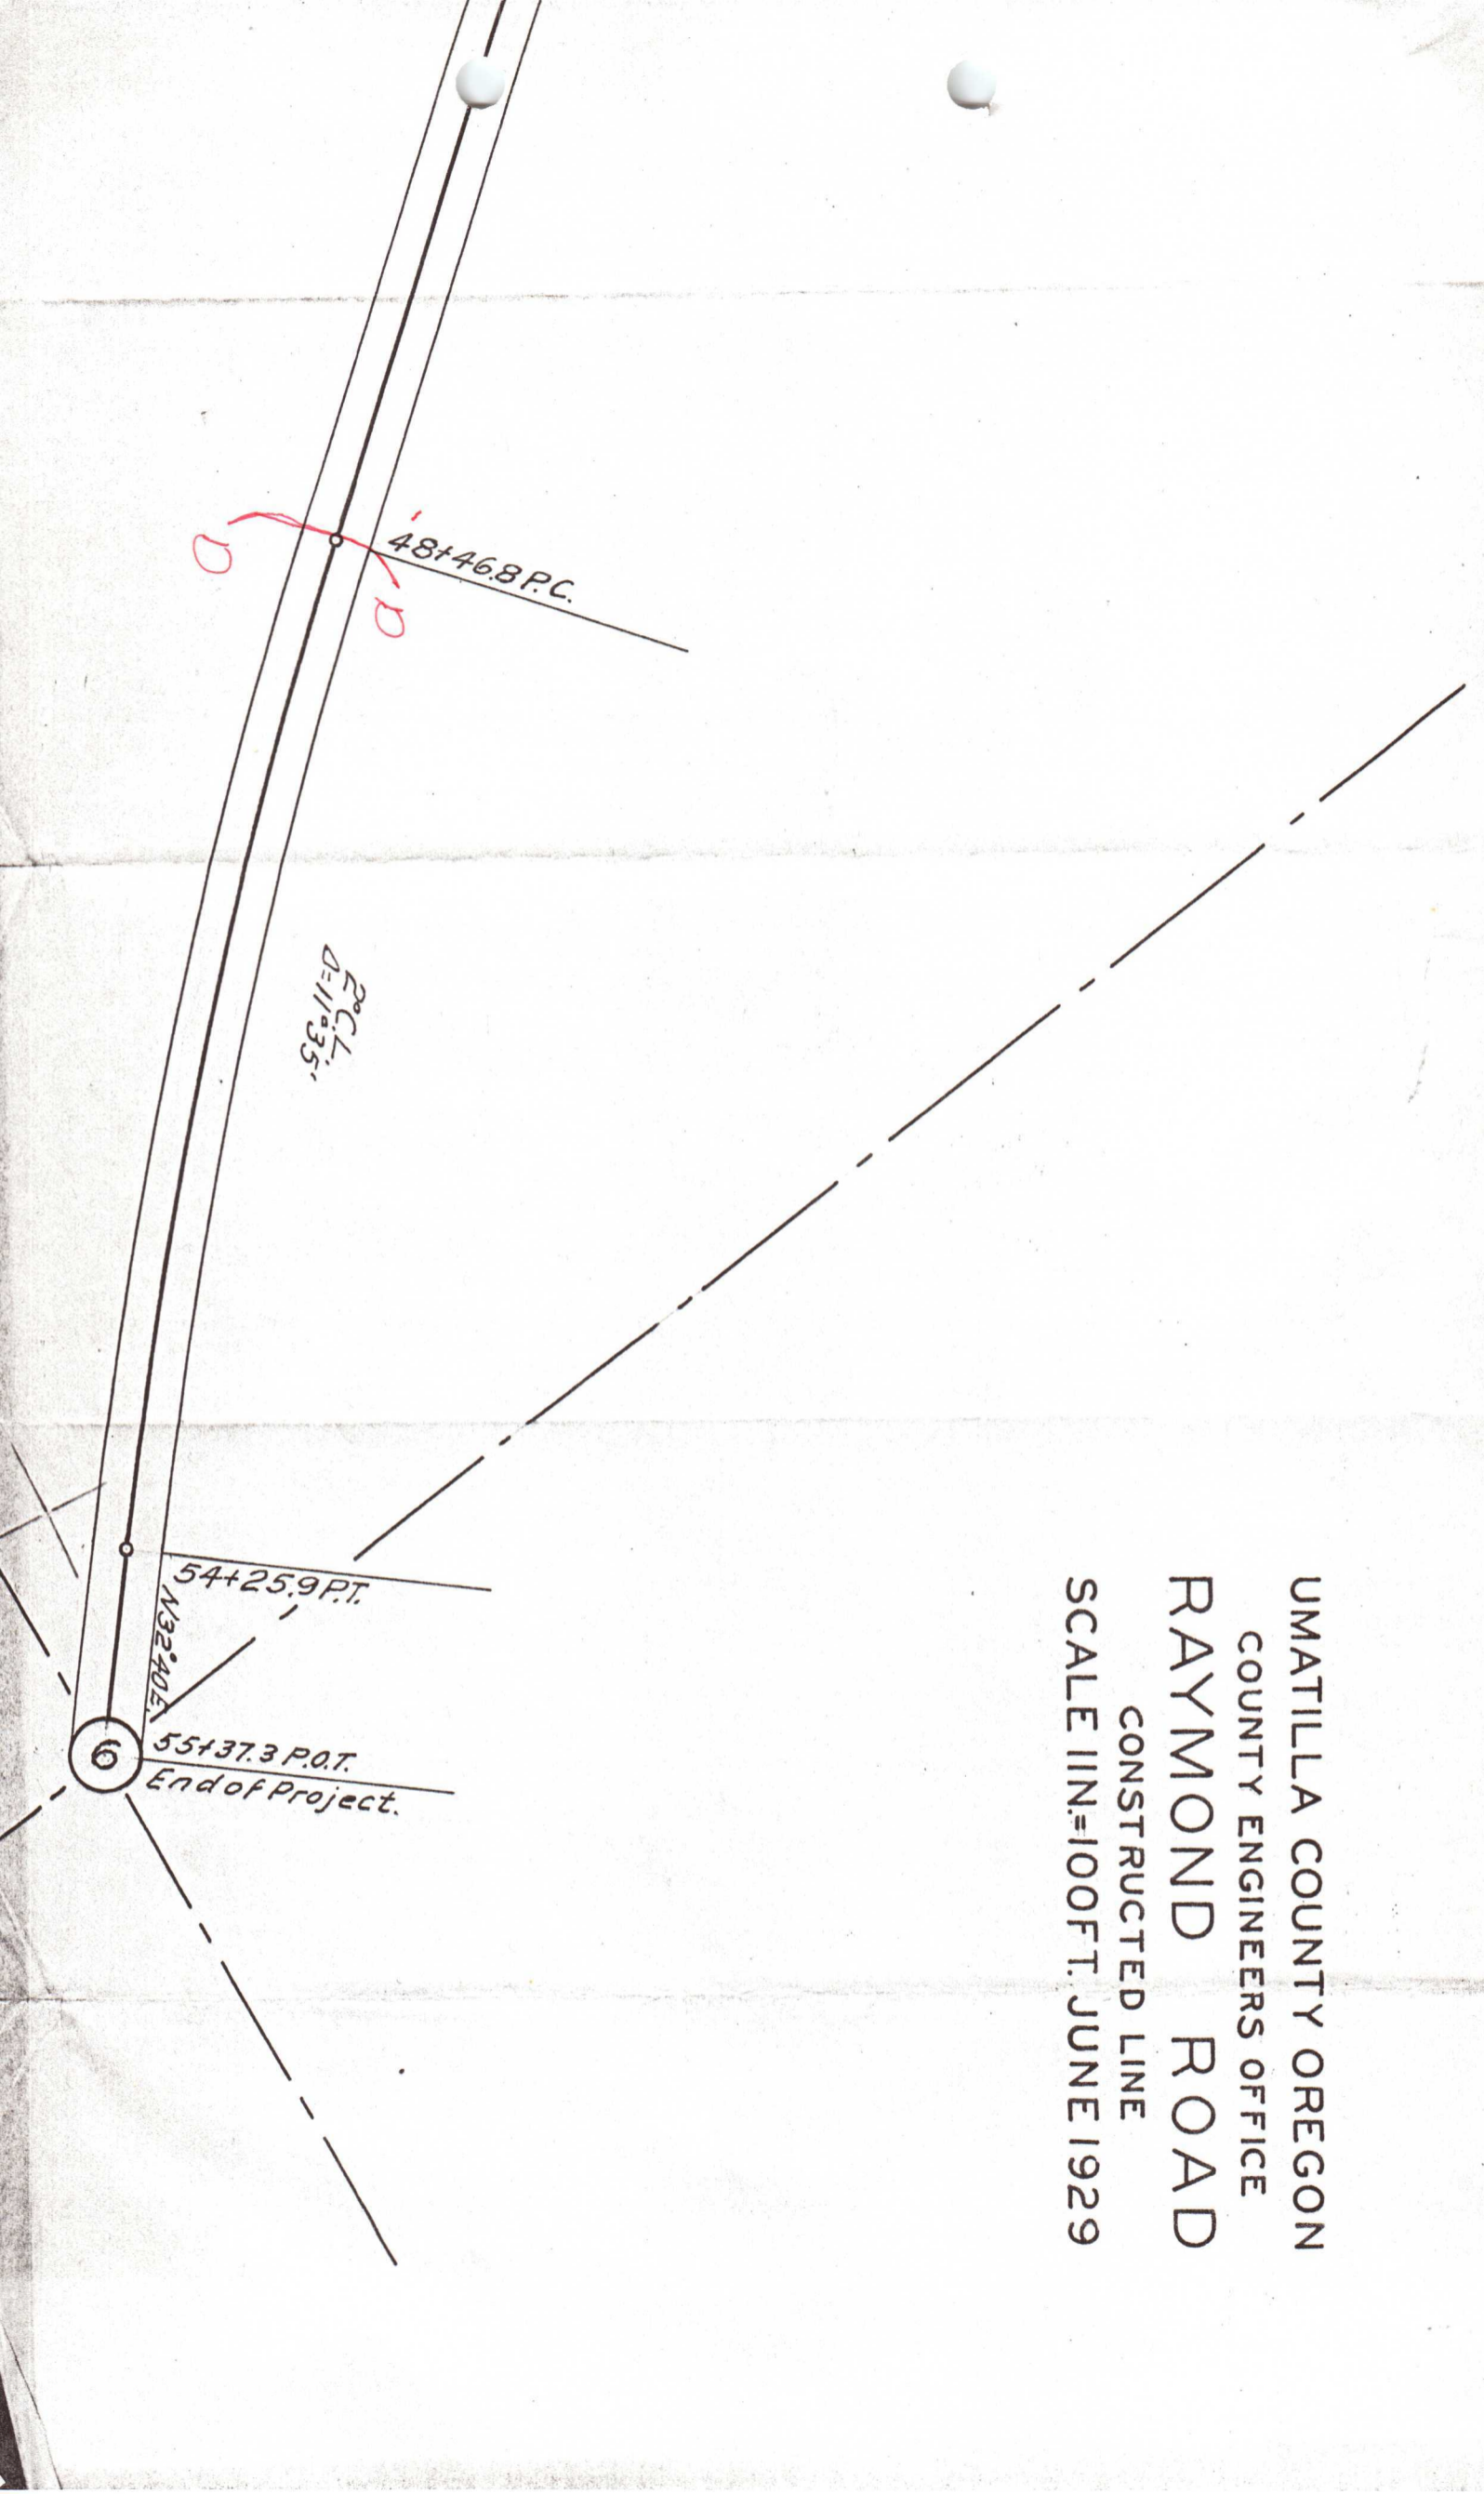 UMATILLA COUNTY OREGON
COUNTY ENGINEERS OFFICE
RAYMOND ROAD
CONSTRUCTED LINE
SCALE 1IN.=100FT. JUNE 1929
48+46.8 P.C.
a
a
2°C.L.
Δ=11°35'
54+25.9 P.T.
N32°40'E.
6
55+37.3 P.O.T.
End of Project.